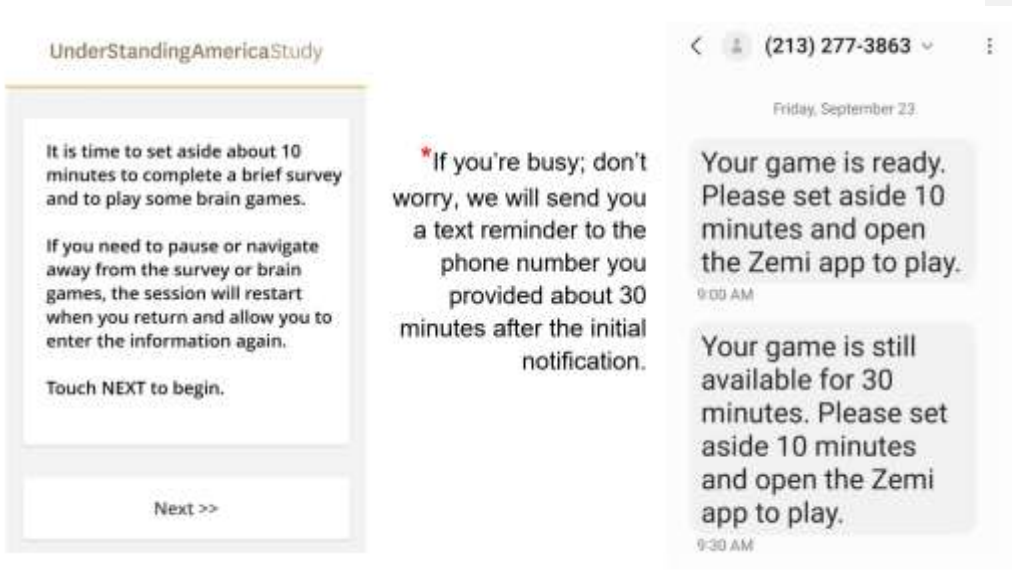 UnderStandingAmericaStudy
It is time to set aside about 10
minutes to complete a brief survey
and to play some brain games.
If you need to pause or navigate
away from the survey or brain
games, the session will restart
when you return and allow you to
enter the information again.
Touch NEXT to begin.
Next >>
*If you're busy; don't
worry, we will send you
a text reminder to the
phone number you
provided about 30
minutes after the initial
notification.
(213) 277-3863
Friday, September 23
Your game is ready.
Please set aside 10
minutes and open
the Zemi app to play.
9:00 AM
Your game is still
available for 30
minutes. Please set
aside 10 minutes
and open the Zemi
app to play.
9:30 AM